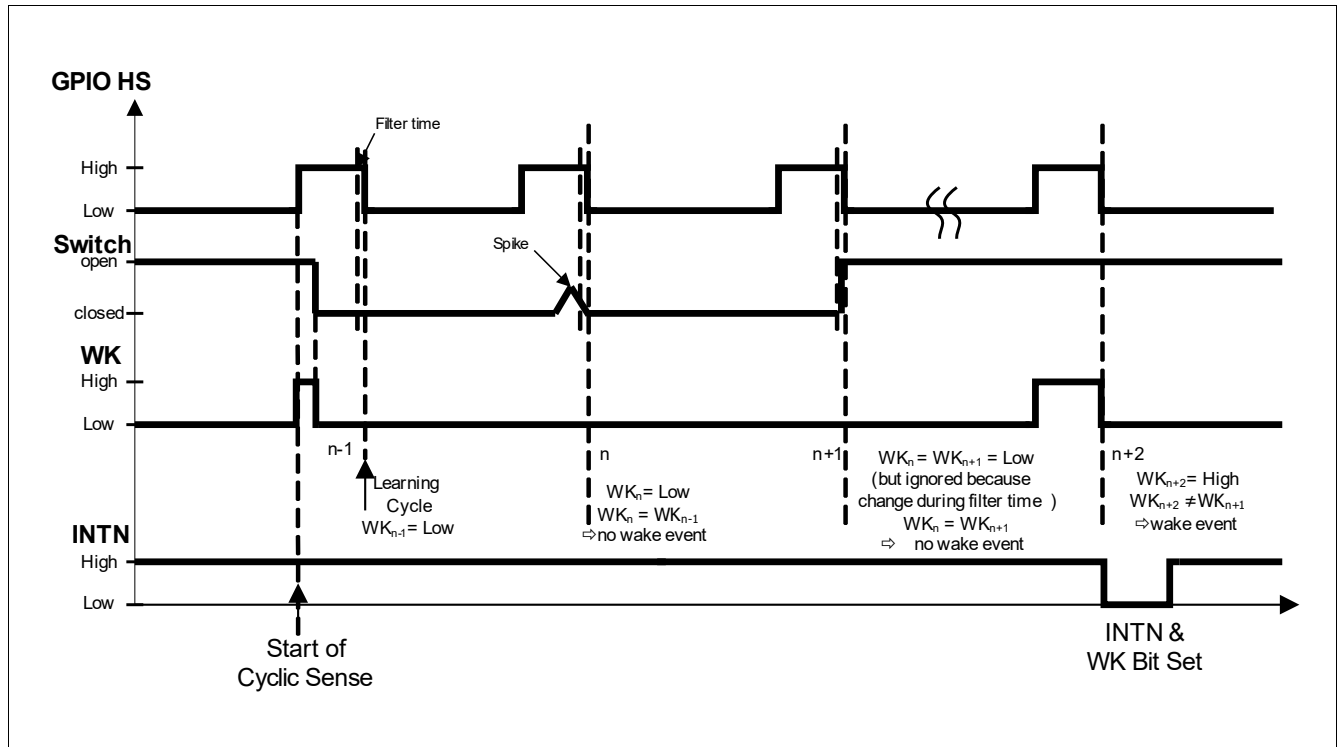 GPIO HS
Filter time
High
Low
Switch
open
Spike
closed
WK
High
Low
n-1
n
n+1
n+2
Learning
Cycle
WKn-1= Low
WKn= Low
WKn = WKn-1
⇨no wake event
WKn = WKn+1 = Low
(but ignored because
change during filter time )
WKn = WKn+1
⇨ no wake event
WKn+2= High
WKn+2 ≠WKn+1
⇨wake event
INTN
High
Low
Start of
Cyclic Sense
INTN &
WK Bit Set